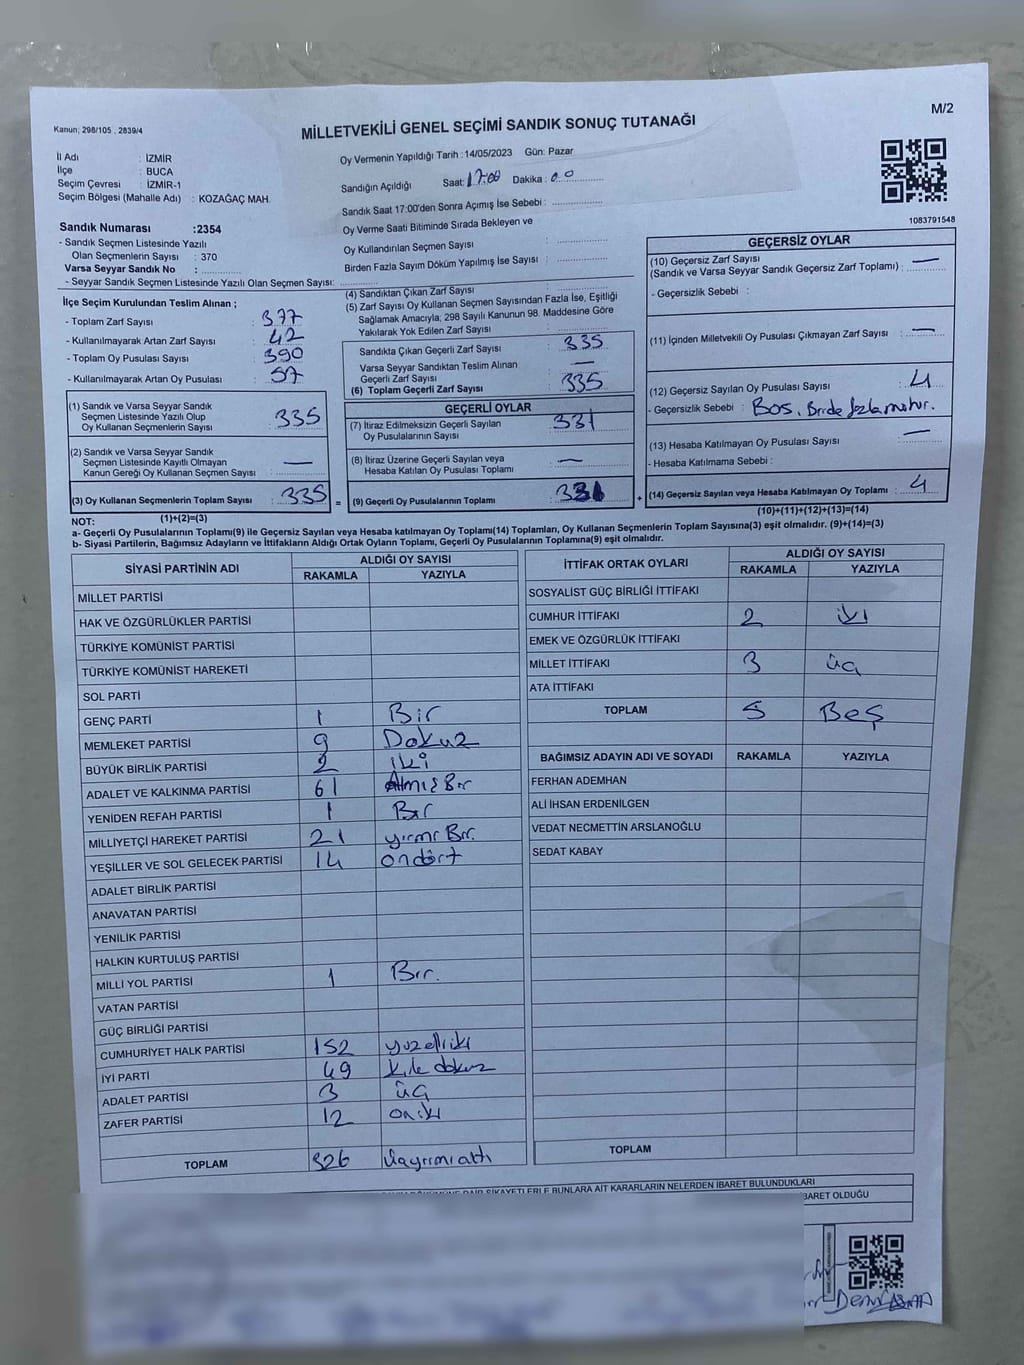 M/2
Kanun; 298/105 , 2839/4
MİLLETVEKİLİ GENEL SEÇİMİ SANDIK SONUÇ TUTANAĞI
İl Adı : İZMİR
İlçe : BUCA
Seçim Çevresi : İZMİR-1
Seçim Bölgesi (Mahalle Adı) : KOZAĞAÇ MAH.
Oy Vermenin Yapıldığı Tarih : 14/05/2023 Gün: Pazar
Sandığın Açıldığı Saat: 17:00 Dakika : 00
Sandık Saat 17:00'den Sonra Açımış İse Sebebi :
Oy Verme Saati Bitiminde Sırada Bekleyen ve
Oy Kullandırılan Seçmen Sayısı :
Birden Fazla Sayım Döküm Yapılmış İse Sayısı :
1083791548
Sandık Numarası :2354
- Sandık Seçmen Listesinde Yazılı
Olan Seçmenlerin Sayısı : 370
Varsa Seyyar Sandık No :
- Seyyar Sandık Seçmen Listesinde Yazılı Olan Seçmen Sayısı:
İlçe Seçim Kurulundan Teslim Alınan ;
- Toplam Zarf Sayısı : 377
- Kullanılmayarak Artan Zarf Sayısı : 42
- Toplam Oy Pusulası Sayısı : 390
- Kullanılmayarak Artan Oy Pusulası : 57
(1) Sandık ve Varsa Seyyar Sandık
Seçmen Listesinde Yazılı Olup
Oy Kullanan Seçmenlerin Sayısı : 335
(2) Sandık ve Varsa Seyyar Sandık
Seçmen Listesinde Kayıtlı Olmayan
Kanun Gereği Oy Kullanan Seçmen Sayısı : —
(3) Oy Kullanan Seçmenlerin Toplam Sayısı : 335
(1)+(2)=(3)
(4) Sandıktan Çıkan Zarf Sayısı :
(5) Zarf Sayısı Oy Kullanan Seçmen Sayısından Fazla İse, Eşitliği
Sağlamak Amacıyla; 298 Sayılı Kanunun 98. Maddesine Göre
Yakılarak Yok Edilen Zarf Sayısı :
Sandıkta Çıkan Geçerli Zarf Sayısı : 335
Varsa Seyyar Sandıktan Teslim Alınan
Geçerli Zarf Sayısı : —
(6) Toplam Geçerli Zarf Sayısı : 335
GEÇERLİ OYLAR
(7) İtiraz Edilmeksizin Geçerli Sayılan
Oy Pusulalarının Sayısı : 331
(8) İtiraz Üzerine Geçerli Sayılan veya
Hesaba Katılan Oy Pusulası Toplamı : —
= (9) Geçerli Oy Pusulalarının Toplamı : 331
GEÇERSİZ OYLAR
(10) Geçersiz Zarf Sayısı
(Sandık ve Varsa Seyyar Sandık Geçersiz Zarf Toplamı) : —
- Geçersizlik Sebebi :
(11) İçinden Milletvekili Oy Pusulası Çıkmayan Zarf Sayısı : —
(12) Geçersiz Sayılan Oy Pusulası Sayısı : 4
- Geçersizlik Sebebi : Bos.
(13) Hesaba Katılmayan Oy Pusulası Sayısı : —
- Hesaba Katılmama Sebebi :
+ (14) Geçersiz Sayılan veya Hesaba Katılmayan Oy Toplamı : 4
(10)+(11)+(12)+(13)=(14)
NOT:
a- Geçerli Oy Pusulalarının Toplamı(9) ile Geçersiz Sayılan veya Hesaba katılmayan Oy Toplamı(14) Toplamları, Oy Kullanan Seçmenlerin Toplam Sayısına(3) eşit olmalıdır. (9)+(14)=(3)
b- Siyasi Partilerin, Bağımsız Adayların ve İttifakların Aldığı Ortak Oyların Toplamı, Geçerli Oy Pusulalarının Toplamına(9) eşit olmalıdır.
SİYASİ PARTİNİN ADI ALDIĞI OY SAYISI
RAKAMLA YAZIYLA
MİLLET PARTİSİ
HAK VE ÖZGÜRLÜKLER PARTİSİ
TÜRKİYE KOMÜNİST PARTİSİ
TÜRKİYE KOMÜNİST HAREKETİ
SOL PARTİ
GENÇ PARTİ 1 Bir
MEMLEKET PARTİSİ 9 Dokuz
BÜYÜK BİRLİK PARTİSİ 2 iki
ADALET VE KALKINMA PARTİSİ 61 Atmış Bir
YENİDEN REFAH PARTİSİ 1 Bir
MİLLİYETÇİ HAREKET PARTİSİ 21 yirmi Bir.
YEŞİLLER VE SOL GELECEK PARTİSİ 14 ondört
ADALET BİRLİK PARTİSİ
ANAVATAN PARTİSİ
YENİLİK PARTİSİ
HALKIN KURTULUŞ PARTİSİ
MİLLİ YOL PARTİSİ 1 Bir.
VATAN PARTİSİ
GÜÇ BİRLİĞİ PARTİSİ
CUMHURİYET HALK PARTİSİ 152 yüzelliiki
İYİ PARTİ 49 kırk dokuz
ADALET PARTİSİ 3 üç
ZAFER PARTİSİ 12 oniki
TOPLAM 326 üçyirmialtı
İTTİFAK ORTAK OYLARI ALDIĞI OY SAYISI
RAKAMLA YAZIYLA
SOSYALİST GÜÇ BİRLİĞİ İTTİFAKI
CUMHUR İTTİFAKI 2 iki
EMEK VE ÖZGÜRLÜK İTTİFAKI
MİLLET İTTİFAKI 3 üç
ATA İTTİFAKI
TOPLAM 5 Beş
BAĞIMSIZ ADAYIN ADI VE SOYADI RAKAMLA YAZIYLA
FERHAN ADEMHAN
ALİ İHSAN ERDENİLGEN
VEDAT NECMETTİN ARSLANOĞLU
SEDAT KABAY
TOPLAM
ŞİKAYETLERLE BUNLARA AİT KARARLARIN NELERDEN İBARET BULUNDUKLARI
İBARET OLDUĞU